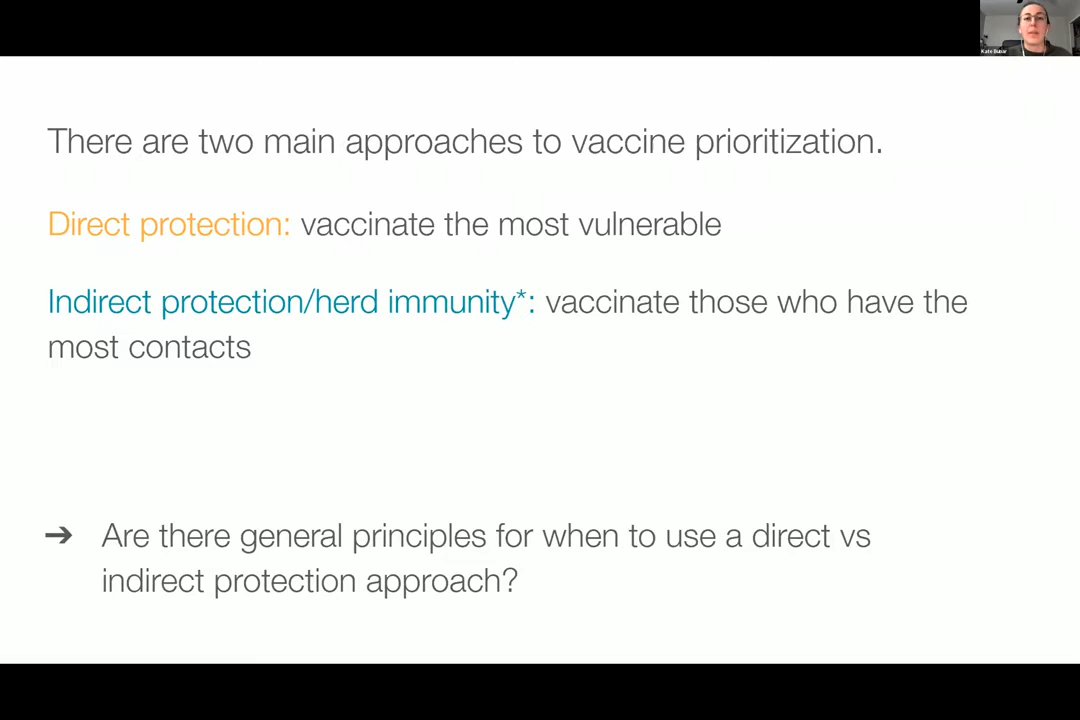 Kate Bubar
There are two main approaches to vaccine prioritization.
Direct protection: vaccinate the most vulnerable
Indirect protection/herd immunity*: vaccinate those who have the
most contacts
➔ Are there general principles for when to use a direct vs
indirect protection approach?